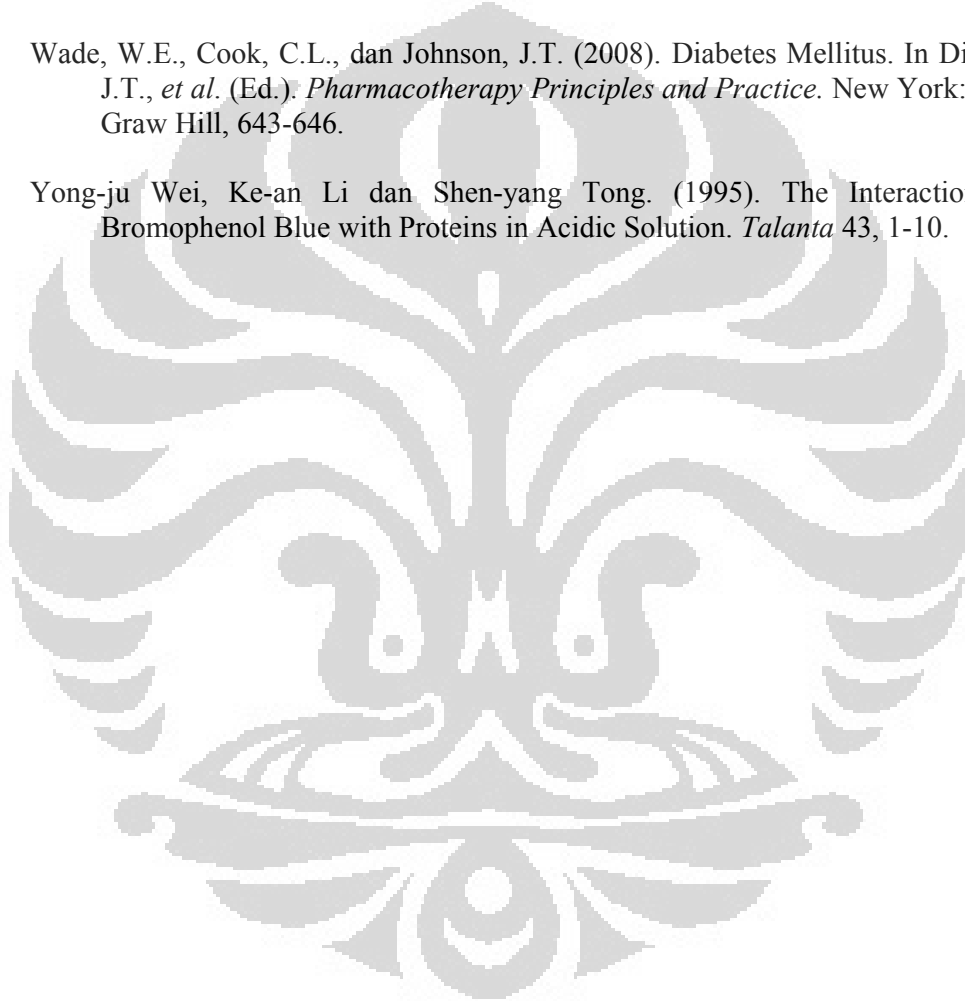 Wade, W.E., Cook, C.L., dan Johnson, J.T. (2008). Diabetes Mellitus. In Di
J.T., et al. (Ed.). Pharmacotherapy Principles and Practice. New York:
Graw Hill, 643-646.
Yong-ju Wei, Ke-an Li dan Shen-yang Tong. (1995). The Interactio
Bromophenol Blue with Proteins in Acidic Solution. Talanta 43, 1-10.